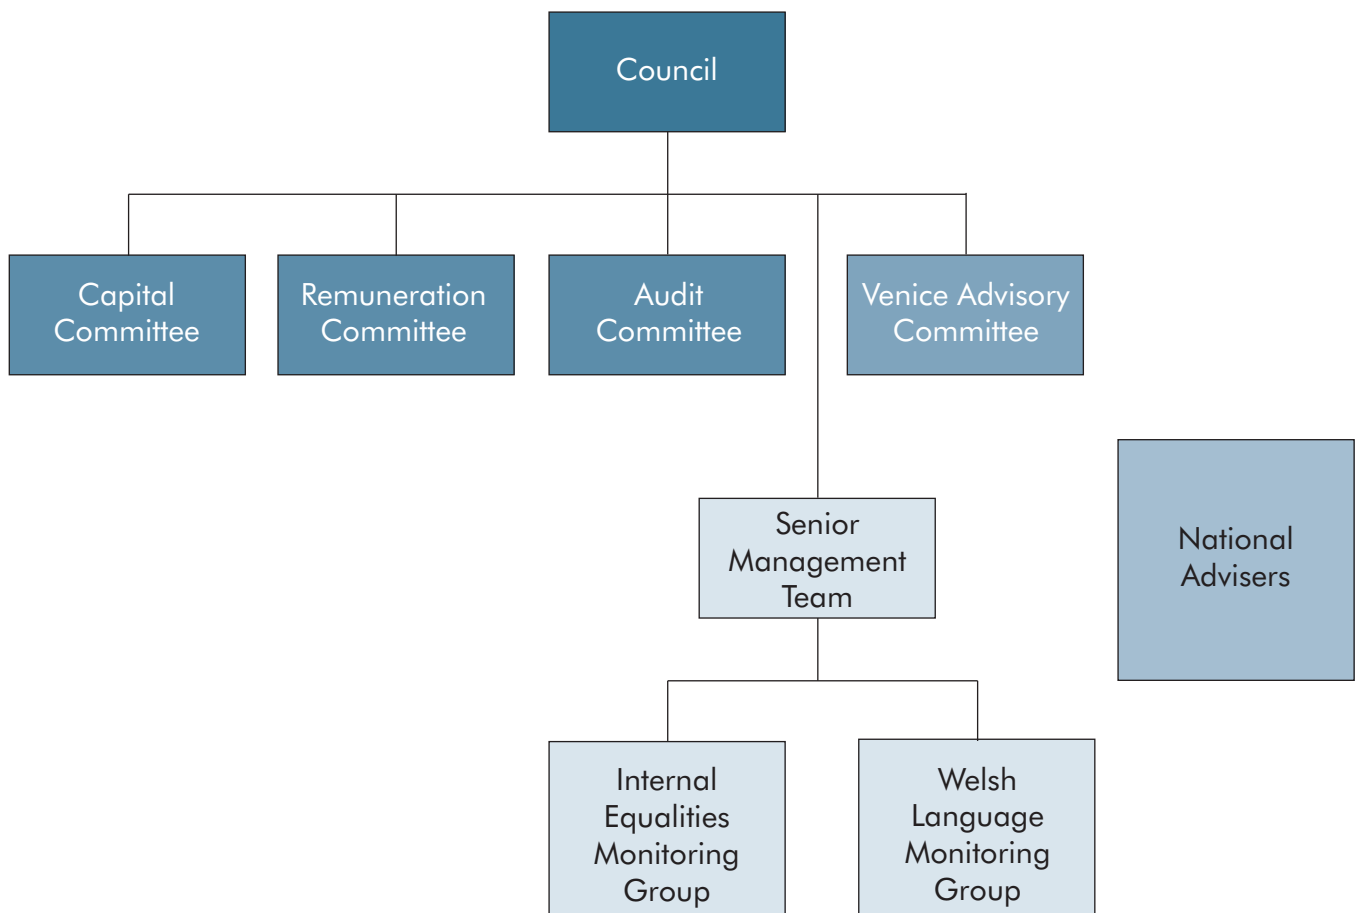 Council
Capital
Committee
Remuneration
Committee
Audit
Committee
Venice Advisory
Committee
Senior
Management
Team
National
Advisers
Internal
Equalities
Monitoring
Group
Welsh
Language
Monitoring
Group